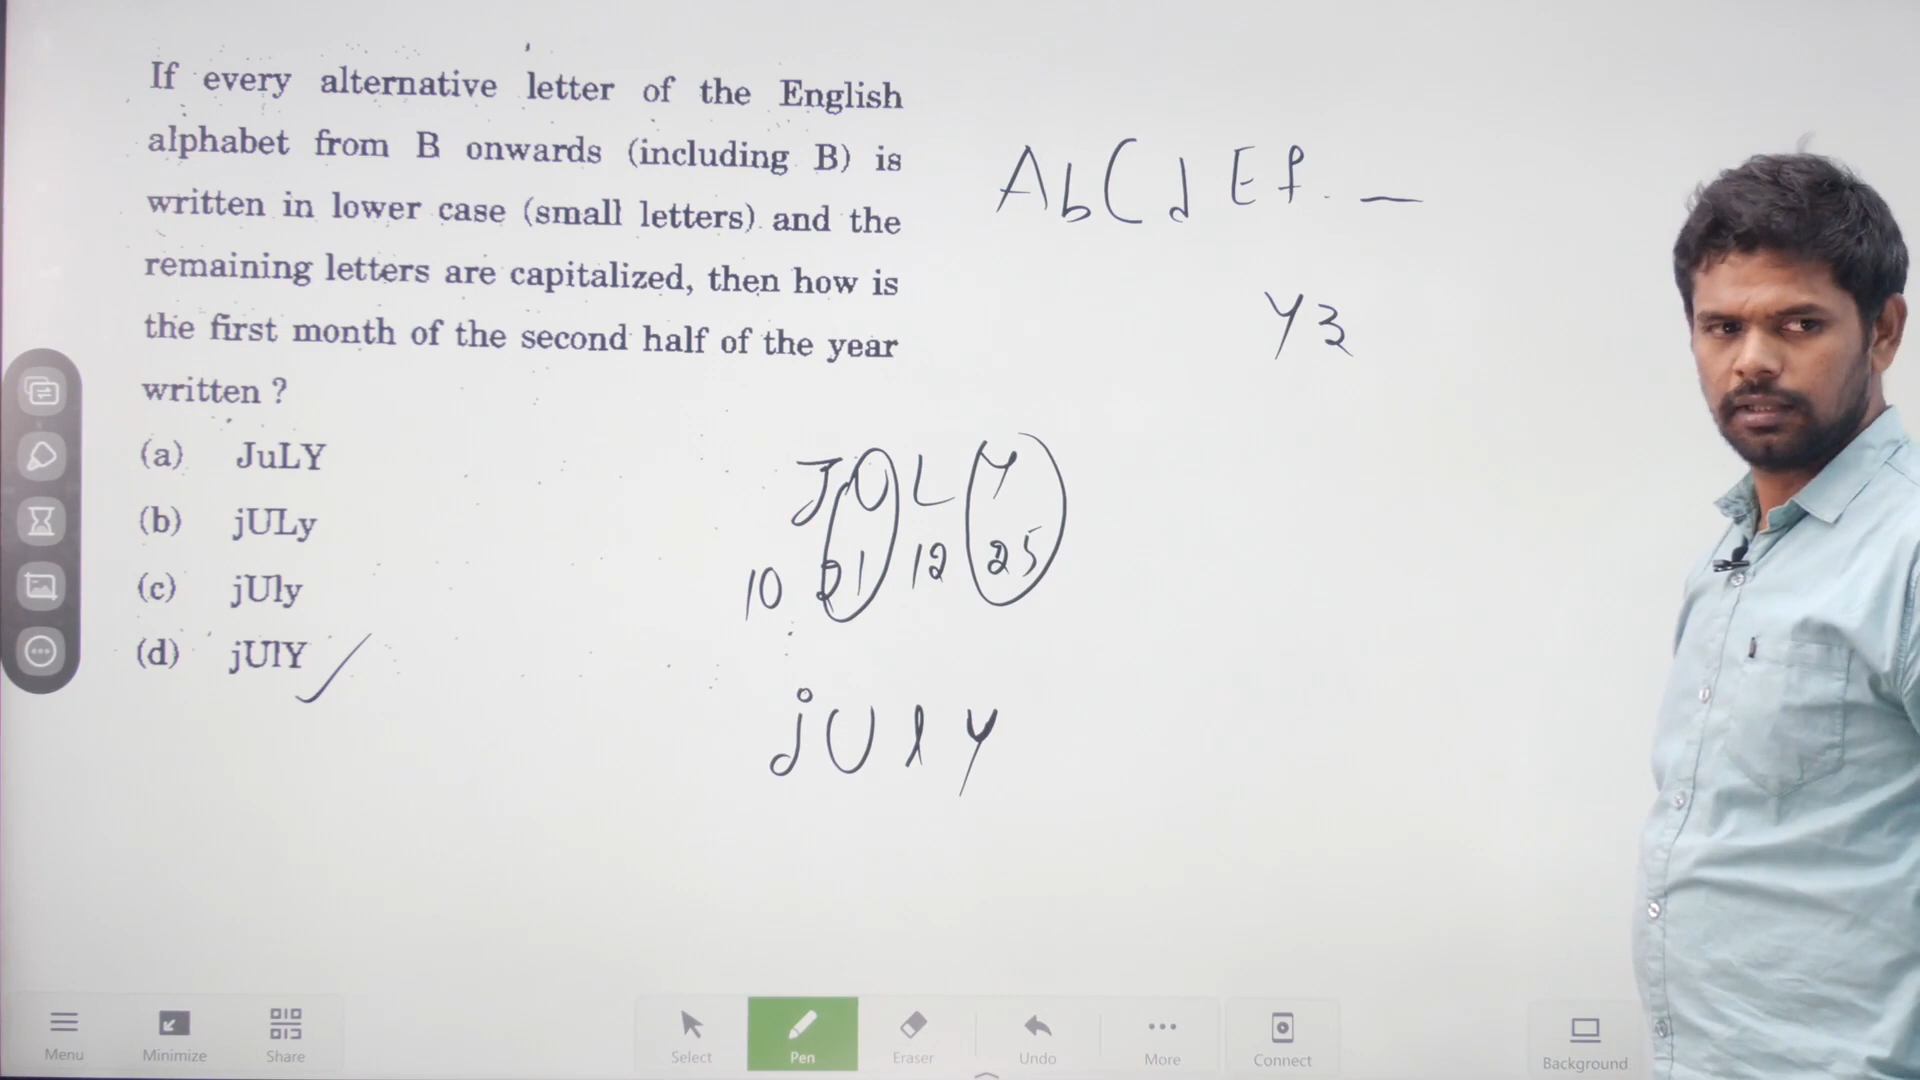 If every alternative letter of the English
alphabet from B onwards (including B) is
written in lower case (small letters) and the
remaining letters are capitalized, then how is
the first month of the second half of the year
written ?
(a) JuLY
(b) jULy
(c) jUly
(d) jUlY
AbCdEf. —
Yz
JULY
10 21 12 25
jUlY
Menu
Minimize
Share
Select
Pen
Eraser
Undo
More
Connect
Background